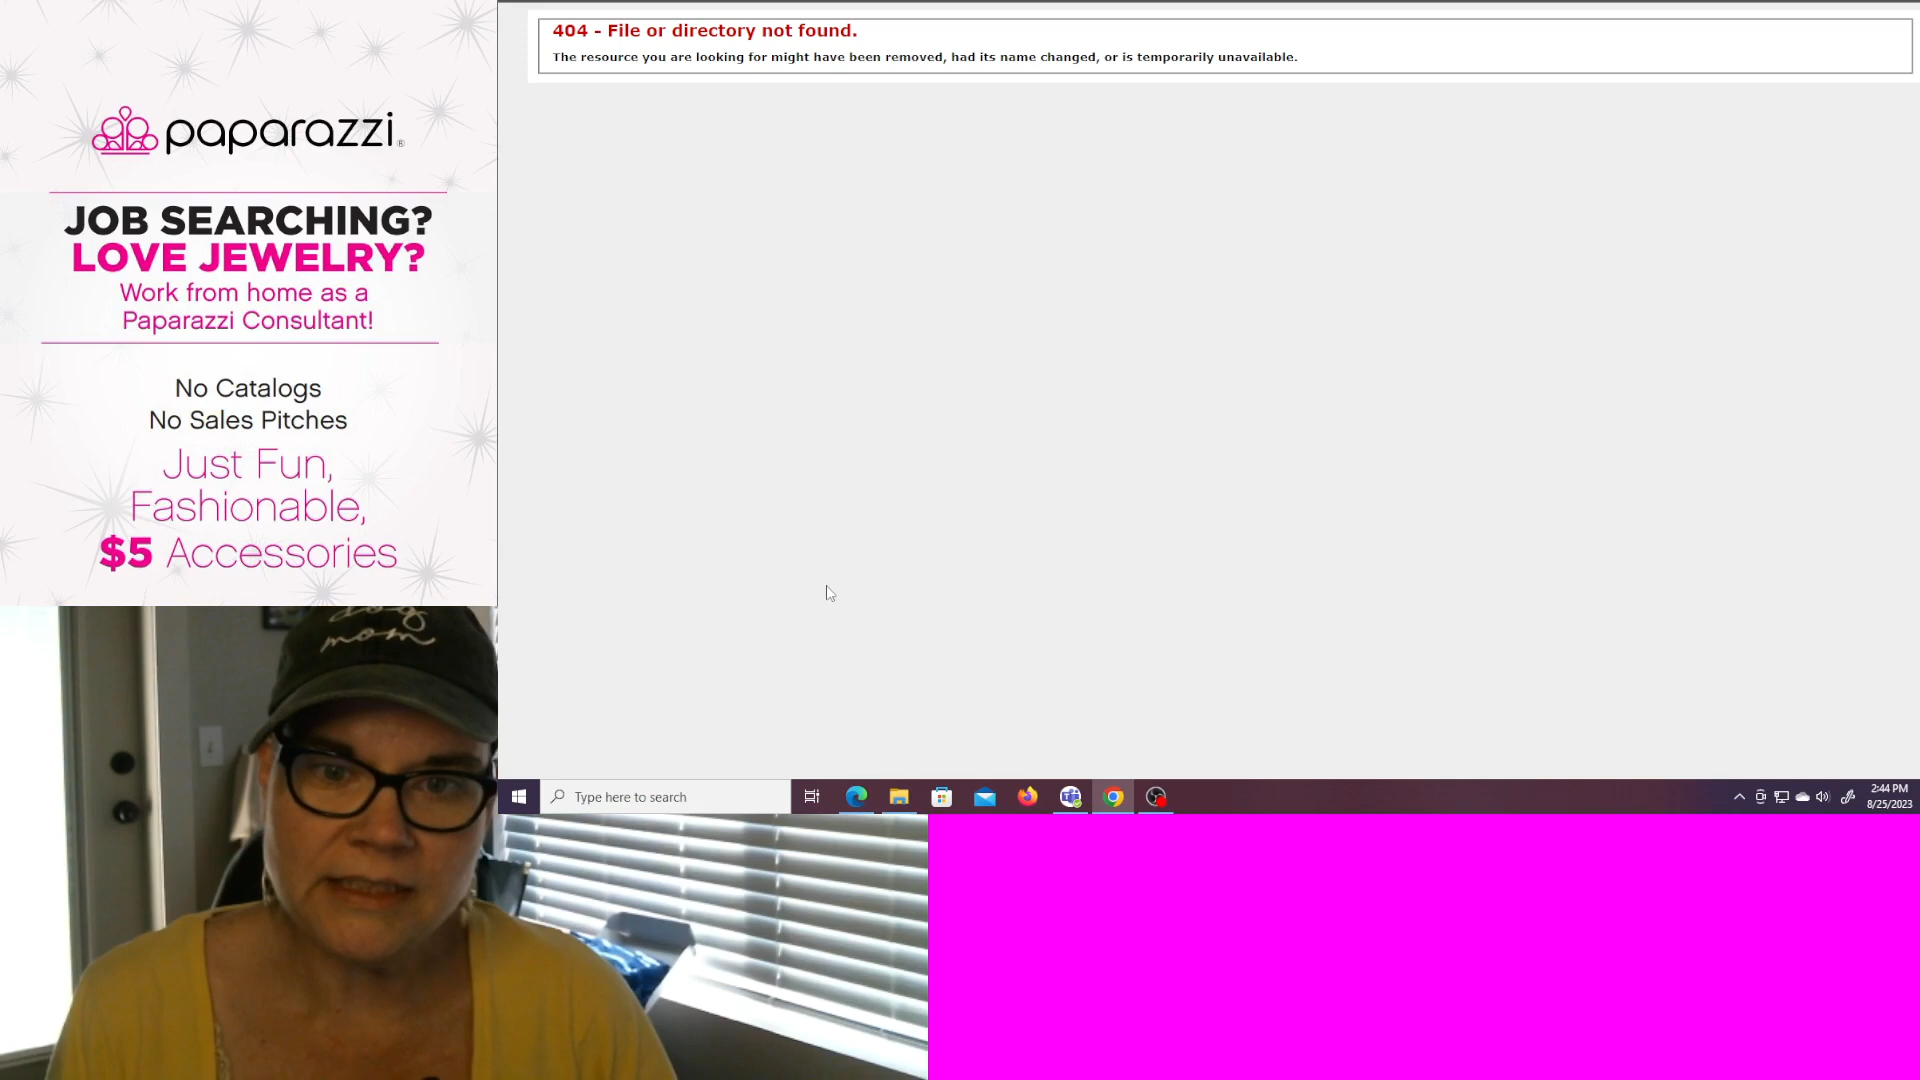 paparazzi®
JOB SEARCHING?
LOVE JEWELRY?
Work from home as a
Paparazzi Consultant!
No Catalogs
No Sales Pitches
Just Fun,
Fashionable,
$5 Accessories
404 - File or directory not found.
The resource you are looking for might have been removed, had its name changed, or is temporarily unavailable.
Type here to search
2:44 PM
8/25/2023
dog
mom